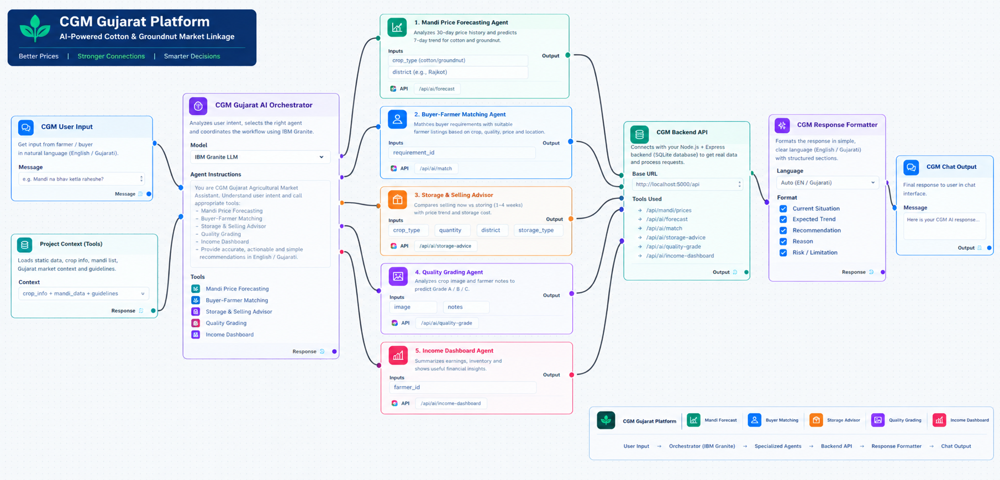 CGM Gujarat Platform
AI-Powered Cotton & Groundnut Market Linkage
Better Prices | Stronger Connections | Smarter Decisions
CGM User Input
Get input from farmer / buyer
in natural language (English / Gujarati).
Message
e.g. Mandi na bhav ketla raheshe?
Message
Project Context (Tools)
Loads static data, crop info, mandi list,
Gujarat market context and guidelines.
Context
crop_info + mandi_data + guidelines
Response
CGM Gujarat AI Orchestrator
Analyzes user intent, selects the right agent
and coordinates the workflow using IBM Granite.
Model
IBM Granite LLM
Agent Instructions
You are CGM Gujarat Agricultural Market
Assistant. Understand user intent and call
appropriate tools:
– Mandi Price Forecasting
– Buyer-Farmer Matching
– Storage & Selling Advisor
– Quality Grading
– Income Dashboard
– Provide accurate, actionable and simple
recommendations in English / Gujarati.
Tools
Mandi Price Forecasting
Buyer-Farmer Matching
Storage & Selling Advisor
Quality Grading
Income Dashboard
Response
1. Mandi Price Forecasting Agent
Analyzes 30-day price history and predicts
7-day trend for cotton and groundnut.
Inputs
crop_type (cotton/groundnut)
district (e.g., Rajkot)
Output
API /api/ai/forecast
2. Buyer-Farmer Matching Agent
Mathces buyer requirements with suitable
farmer listings based on crop, quality, price and location.
Inputs
Output
requirement_id
API /api/ai/match
3. Storage & Selling Advisor
Compares selling now vs storing (1–4 weeks)
with price trend and storage cost.
Inputs
Output
crop_type quantity district storage_type
API /api/ai/storage-advice
4. Quality Grading Agent
Analyzes crop image and farmer notes to
predict Grade A / B / C.
Inputs
Output
image notes
API /api/ai/quality-grade
5. Income Dashboard Agent
Summarizes earnings, inventory and
shows useful financial insights.
Inputs
Output
farmer_id
API /api/ai/income-dashboard
CGM Backend API
Connects with your Node.js + Express
backend (SQLite database) to get real data
and process requests.
Base URL
http://localhost:5000/api
Tools Used
→ /api/mandi/prices
→ /api/ai/forecast
→ /api/ai/match
→ /api/ai/storage-advice
→ /api/ai/quality-grade
→ /api/ai/income-dashboard
Output
CGM Response Formatter
Formats the response in simple,
clear language (English / Gujarati)
with structured sections.
Language
Auto (EN / Gujarati)
Format
Current Situation
Expected Trend
Recommendation
Reason
Risk / Limitation
Response
CGM Chat Output
Final response to user in chat
interface.
Message
Here is your CGM AI response...
Output
CGM Gujarat Platform Mandi Forecast Buyer Matching Storage Advisor Quality Grading Income Dashboard
User Input → Orchestrator (IBM Granite) → Specialized Agents → Backend API → Response Formatter → Chat Output